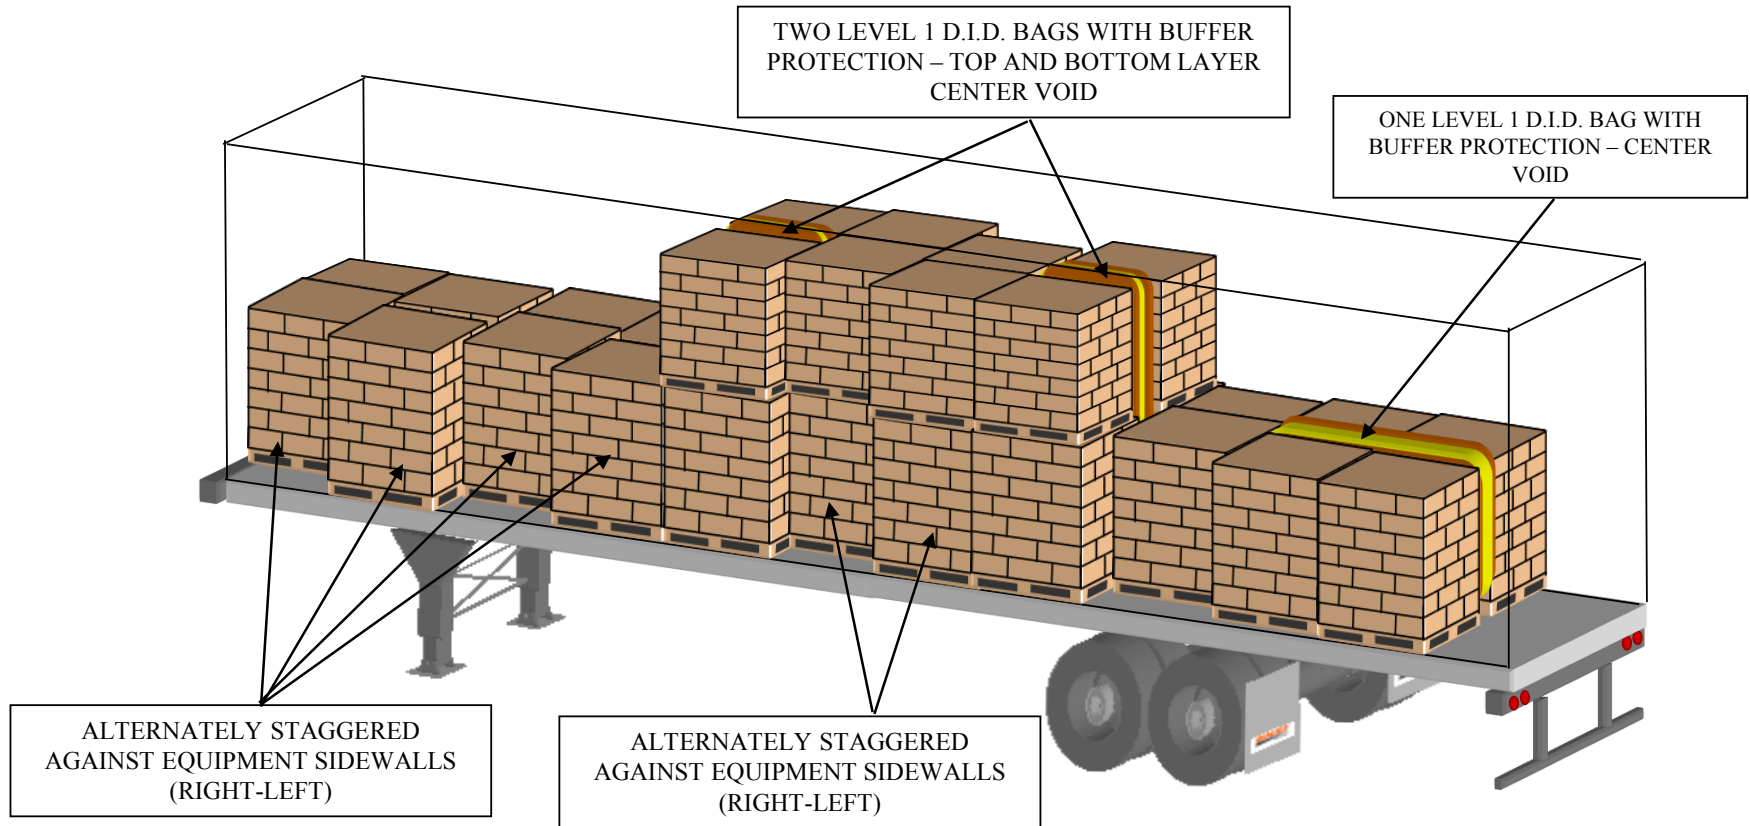 TWO LEVEL 1 D.I.D. BAGS WITH BUFFER
PROTECTION – TOP AND BOTTOM LAYER
CENTER VOID
ONE LEVEL 1 D.I.D. BAG WITH
BUFFER PROTECTION – CENTER
VOID
ALTERNATELY STAGGERED
AGAINST EQUIPMENT SIDEWALLS
(RIGHT-LEFT)
ALTERNATELY STAGGERED
AGAINST EQUIPMENT SIDEWALLS
(RIGHT-LEFT)